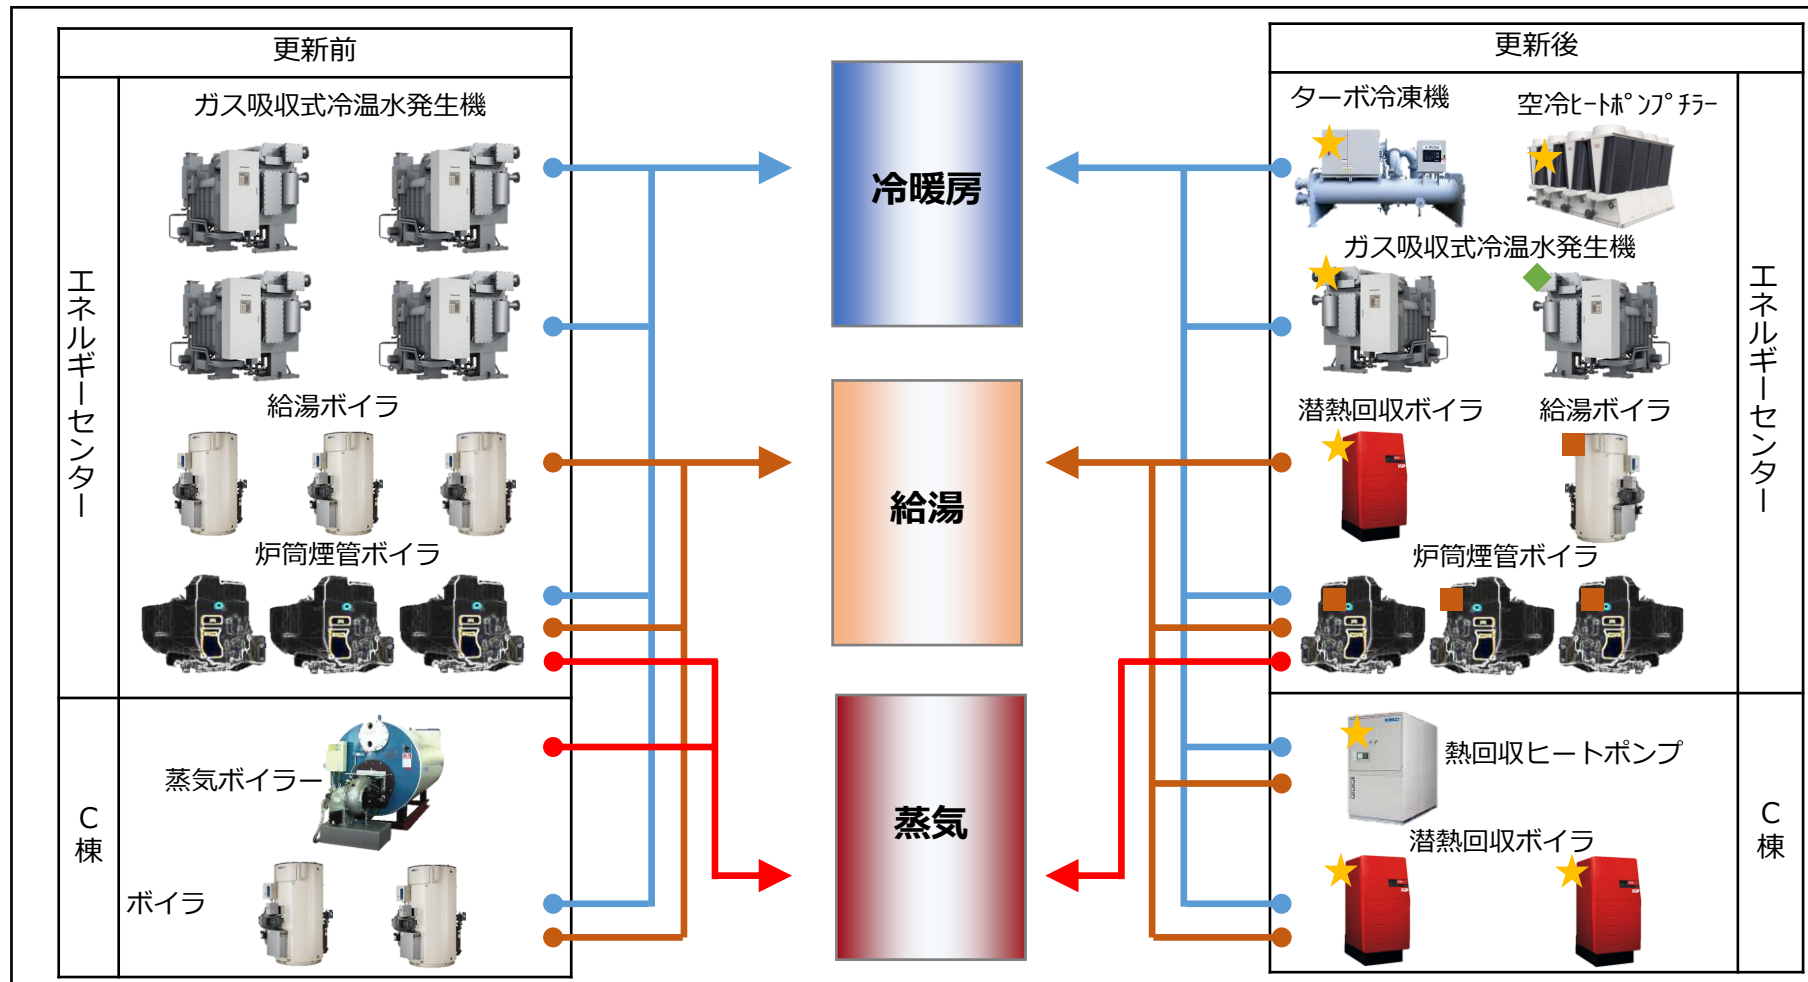 更新前
エネルギーセンター
ガス吸収式冷温水発生機
給湯ボイラ
炉筒煙管ボイラ
C棟
蒸気ボイラー
ボイラ
冷暖房
給湯
蒸気
更新後
ターボ冷凍機
空冷ﾋｰﾄﾎﾟﾝﾌﾟﾁﾗｰ
ガス吸収式冷温水発生機
潜熱回収ボイラ
給湯ボイラ
炉筒煙管ボイラ
エネルギーセンター
熱回収ヒートポンプ
潜熱回収ボイラ
C棟